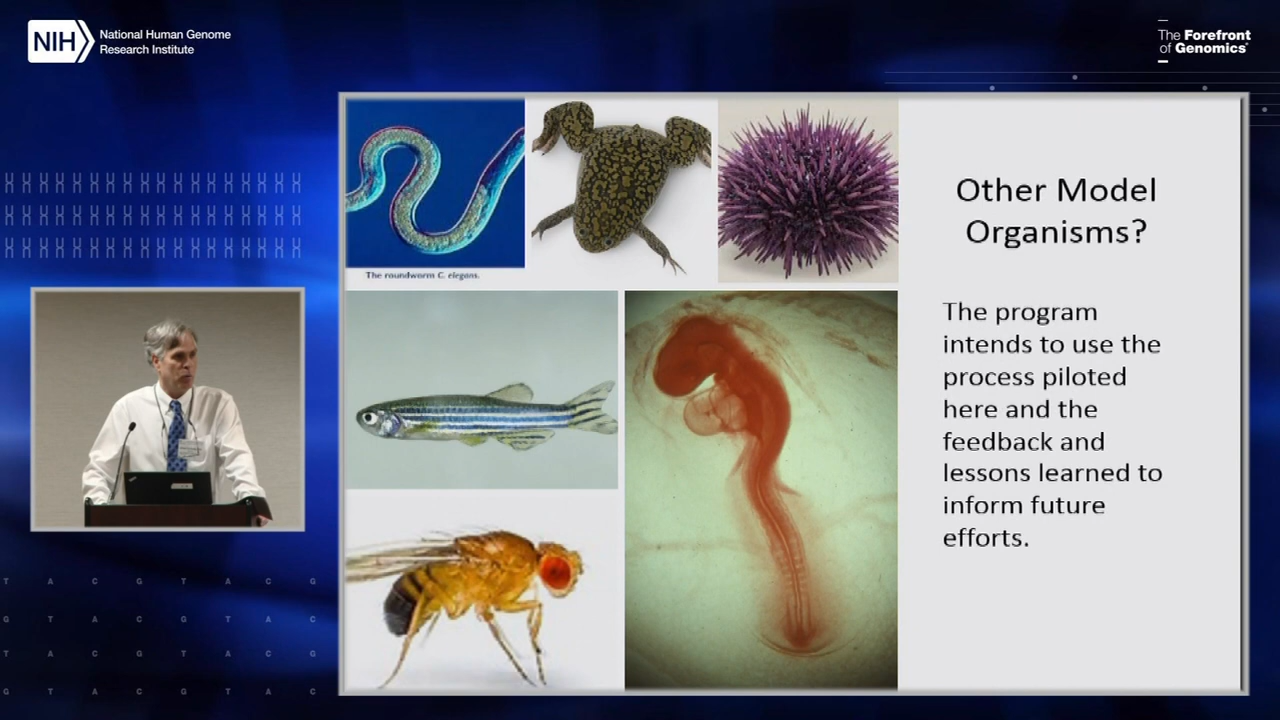 NIH
National Human Genome
Research Institute
The Forefront
of Genomics®
The roundworm C. elegans.
Other Model
Organisms?
The program
intends to use the
process piloted
here and the
feedback and
lessons learned to
inform future
efforts.
T A C G T A C G
G T A C G T A C
T A C G T A C G
G T A C G T A C